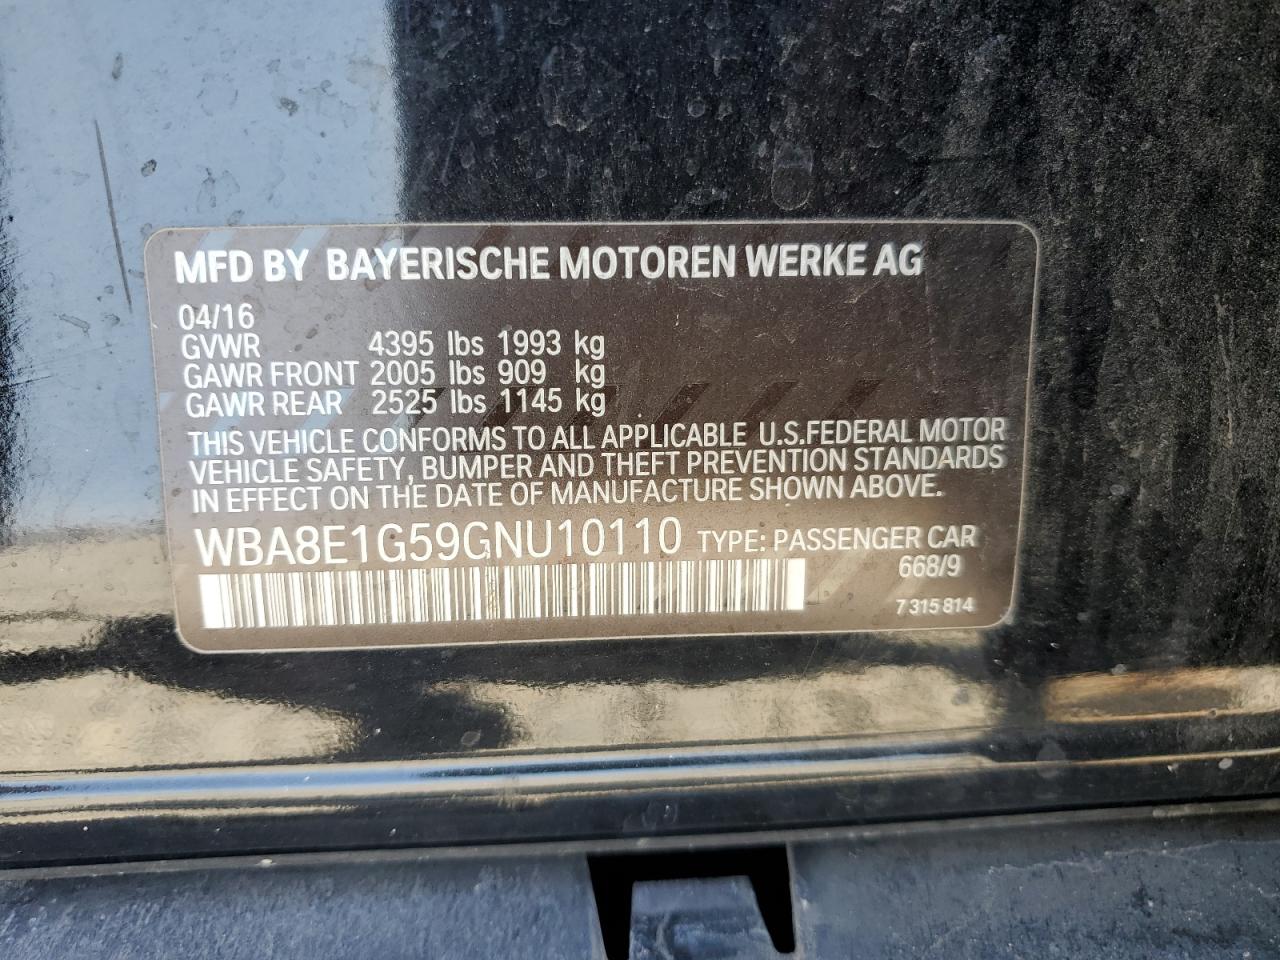 MFD BY BAYERISCHE MOTOREN WERKE AG
04/16
GVWR 4395 lbs 1993 kg
GAWR FRONT 2005 lbs 909 kg
GAWR REAR 2525 lbs 1145 kg
THIS VEHICLE CONFORMS TO ALL APPLICABLE U.S.FEDERAL MOTOR
VEHICLE SAFETY, BUMPER AND THEFT PREVENTION STANDARDS
IN EFFECT ON THE DATE OF MANUFACTURE SHOWN ABOVE.
WBA8E1G59GNU10110 TYPE: PASSENGER CAR
668/9
7 315 814